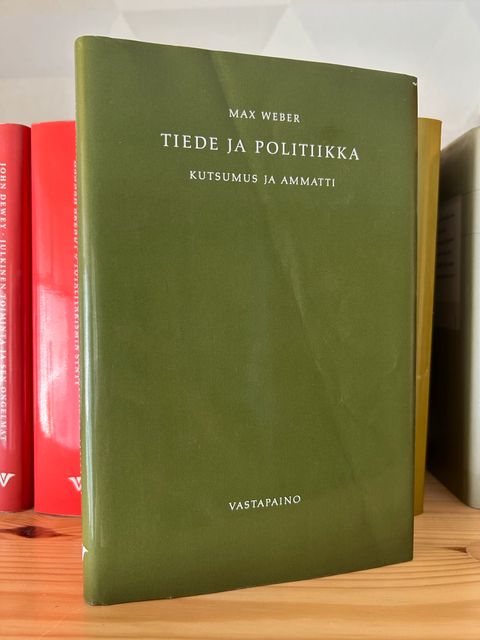 MAX WEBER
TIEDE JA POLITIIKKA
KUTSUMUS JA AMMATTI
VASTAPAINO
JOHN DEWEY · JULKINEN TOIMINTA JA SEN ONGELMAT